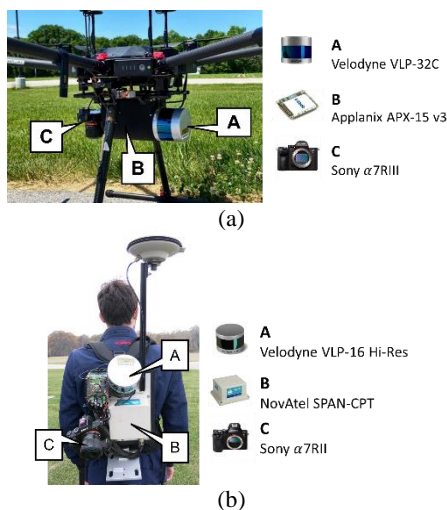 A
Velodyne VLP-32C
B
Applanix APX-15 v3
C
Sony α7RIII
C
B
A
(a)
A
Velodyne VLP-16 Hi-Res
B
NovAtel SPAN-CPT
C
Sony α7RII
A
B
C
(b)